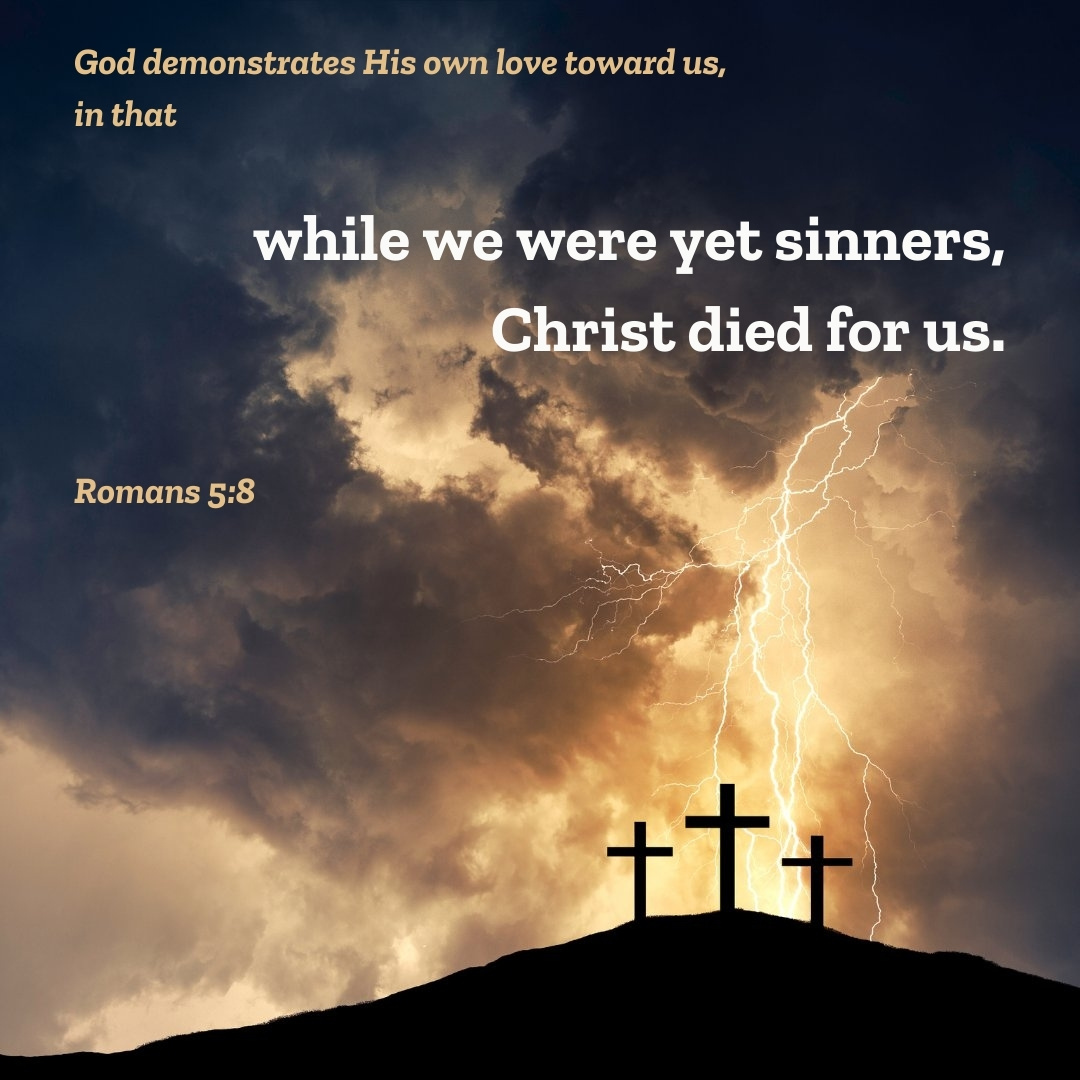 God demonstrates His own love toward us,
in that
while we were yet sinners,
Christ died for us.
Romans 5:8